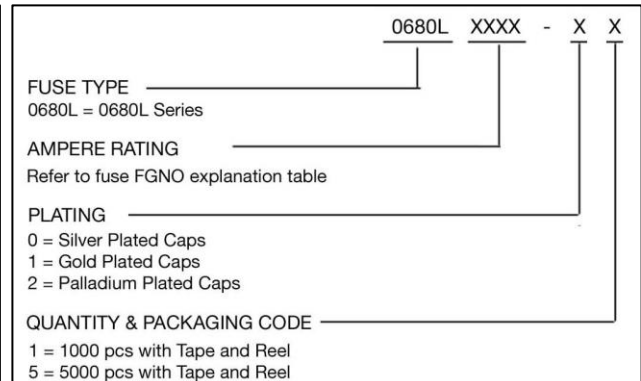 0680L XXXX - X X
FUSE TYPE
0680L = 0680L Series
AMPERE RATING
Refer to fuse FGNO explanation table
PLATING
0 = Silver Plated Caps
1 = Gold Plated Caps
2 = Palladium Plated Caps
QUANTITY & PACKAGING CODE
1 = 1000 pcs with Tape and Reel
5 = 5000 pcs with Tape and Reel